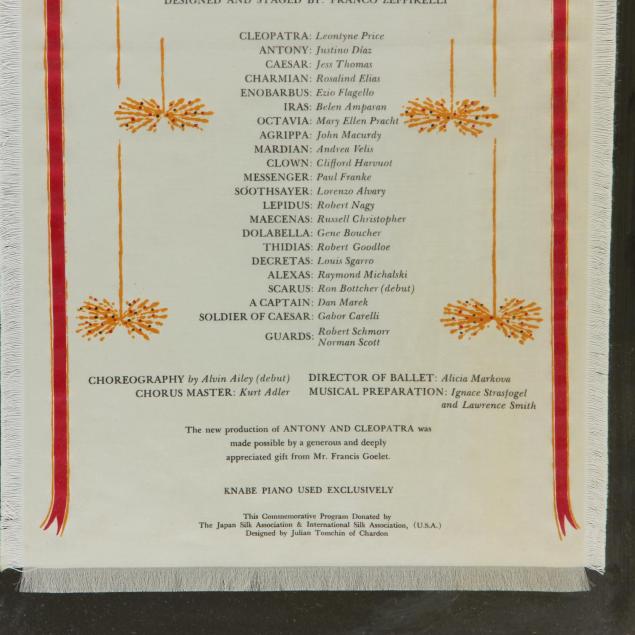 DESIGNED AND STAGED BY: FRANCO ZEFFIRELLI
CLEOPATRA: Leontyne Price
ANTONY: Justino Díaz
CAESAR: Jess Thomas
CHARMIAN: Rosalind Elias
ENOBARBUS: Ezio Flagello
IRAS: Belen Amparan
OCTAVIA: Mary Ellen Pracht
AGRIPPA: John Macurdy
MARDIAN: Andrea Velis
CLOWN: Clifford Harvuot
MESSENGER: Paul Franke
SOOTHSAYER: Lorenzo Alvary
LEPIDUS: Robert Nagy
MAECENAS: Russell Christopher
DOLABELLA: Gene Boucher
THIDIAS: Robert Goodloe
DECRETAS: Louis Sgarro
ALEXAS: Raymond Michalski
SCARUS: Ron Bottcher (debut)
A CAPTAIN: Dan Marek
SOLDIER OF CAESAR: Gabor Carelli
GUARDS: Robert Schmorr
Norman Scott
CHOREOGRAPHY by Alvin Ailey (debut)
CHORUS MASTER: Kurt Adler
DIRECTOR OF BALLET: Alicia Markova
MUSICAL PREPARATION: Ignace Strasfogel
and Lawrence Smith
The new production of ANTONY AND CLEOPATRA was
made possible by a generous and deeply
appreciated gift from Mr. Francis Goelet.
KNABE PIANO USED EXCLUSIVELY
This Commemorative Program Donated by
The Japan Silk Association & International Silk Association, (U.S.A.)
Designed by Julian Tomchin of Chardon